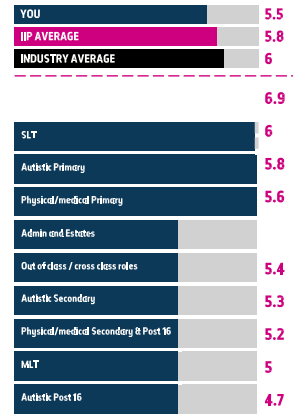 YOU 5.5
IIP AVERAGE 5.8
INDUSTRY AVERAGE 6
6.9
SLT 6
Autistic Primary 5.8
Physical/medical Primary 5.6
Admin and Estates
Out of class / cross class roles 5.4
Autistic Secondary 5.3
Physical/medical Secondary & Post 16 5.2
MLT 5
Autistic Post 16 4.7